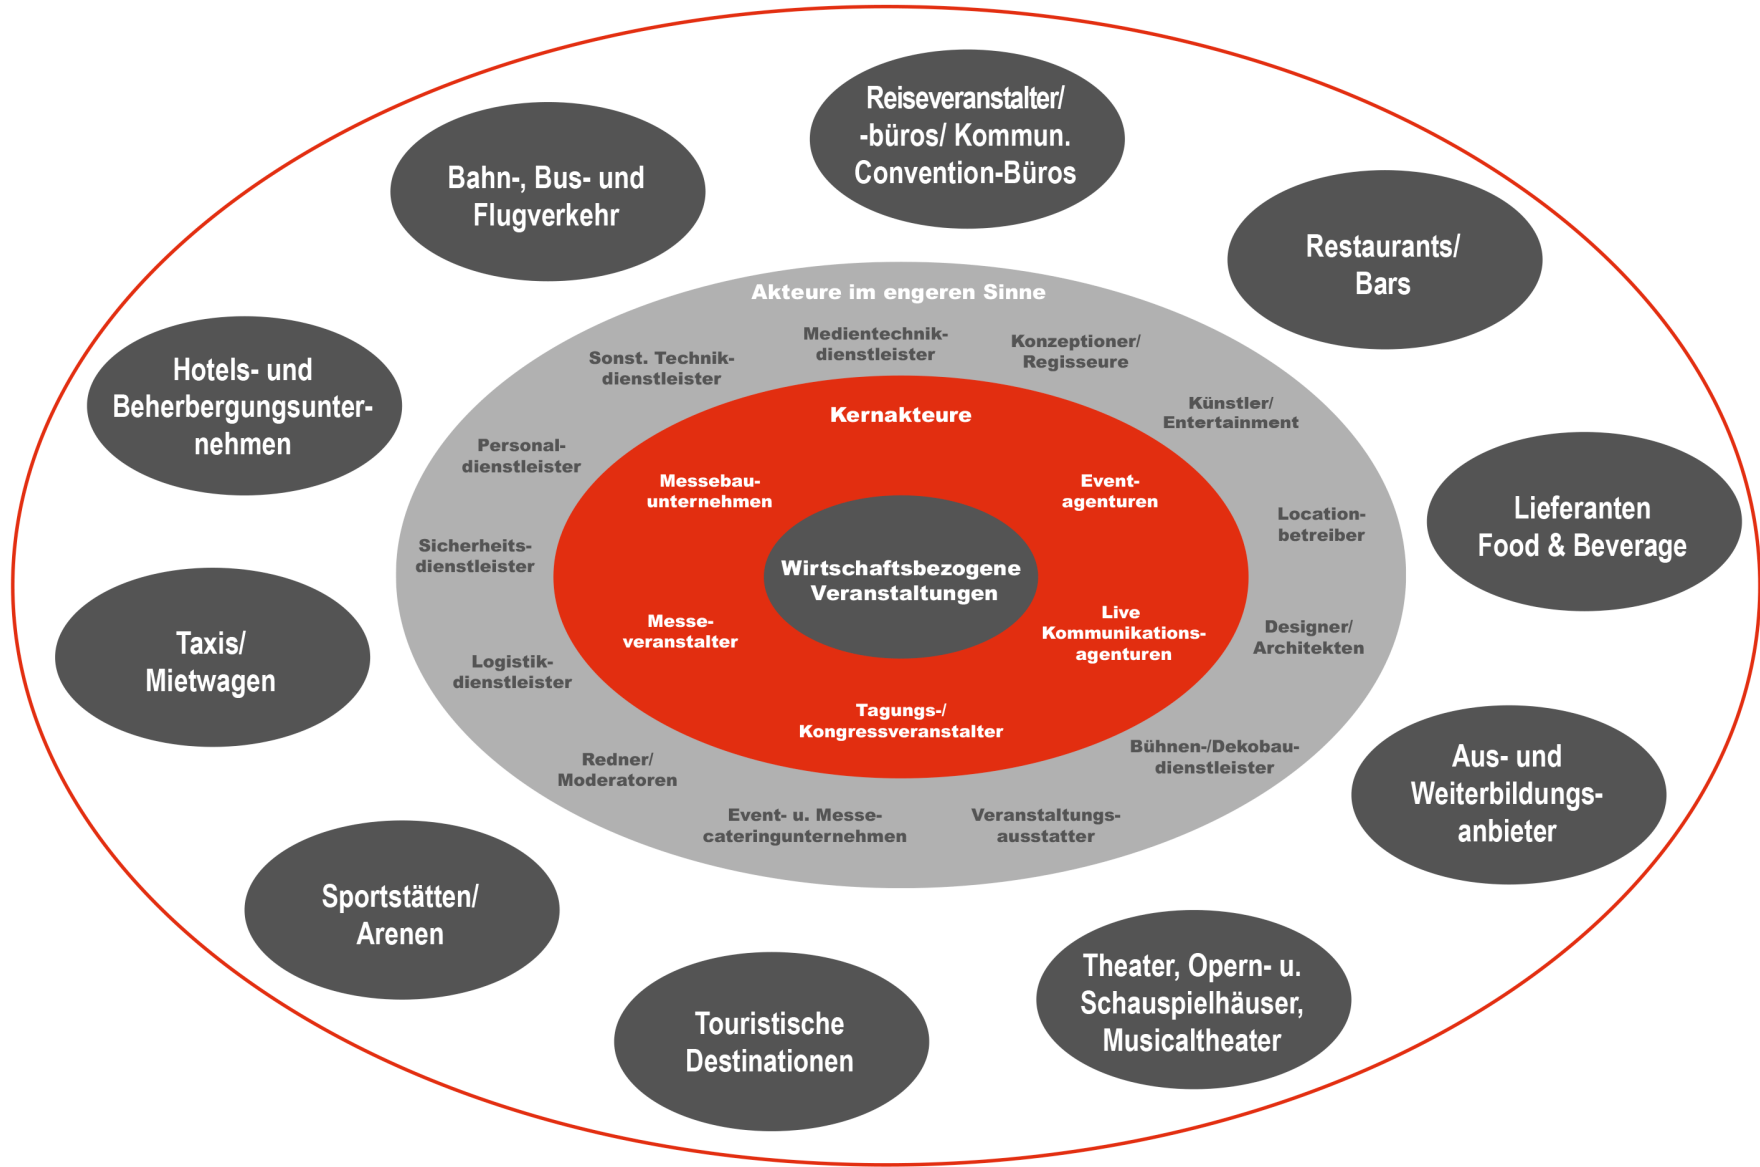 Reiseveranstalter/
-büros/ Kommun.
Convention-Büros
Bahn-, Bus- und
Flugverkehr
Restaurants/
Bars
Hotels- und
Beherbergungsunter-
nehmen
Lieferanten
Food & Beverage
Taxis/
Mietwagen
Aus- und
Weiterbildungs-
anbieter
Sportstätten/
Arenen
Touristische
Destinationen
Theater, Opern- u.
Schauspielhäuser,
Musicaltheater
Akteure im engeren Sinne
Medientechnik-
dienstleister
Konzeptioner/
Regisseure
Sonst. Technik-
dienstleister
Künstler/
Entertainment
Personal-
dienstleister
Location-
betreiber
Sicherheits-
dienstleister
Designer/
Architekten
Logistik-
dienstleister
Bühnen-/Dekobau-
dienstleister
Redner/
Moderatoren
Event- u. Messe-
cateringunternehmen
Veranstaltungs-
ausstatter
Kernakteure
Messebau-
unternehmen
Event-
agenturen
Messe-
veranstalter
Live
Kommunikations-
agenturen
Tagungs-/
Kongressveranstalter
Wirtschaftsbezogene
Veranstaltungen